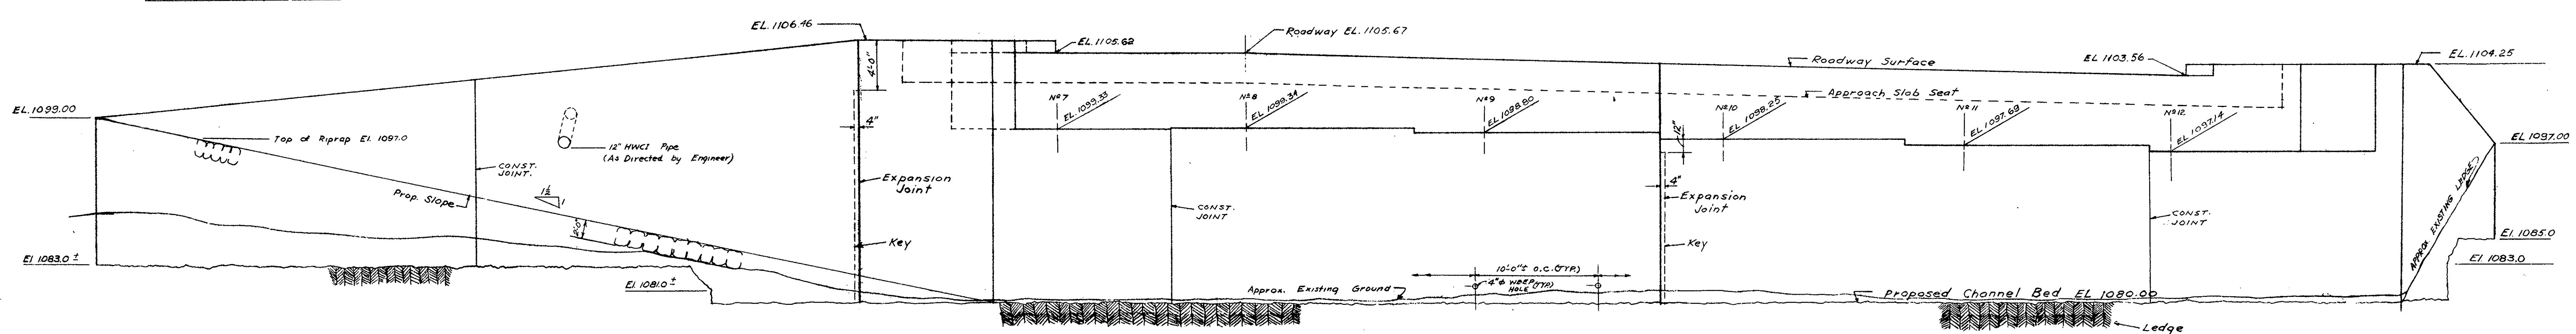 EL. 1106.46
4'-0"
EL. 1105.62
Roadway EL. 1105.67
Roadway Surface
EL 1103.56
EL. 1104.25
EL. 1099.00
Top of Riprap El. 1097.0
12" HWCI Pipe
(As Directed by Engineer)
CONST.
JOINT.
Prop. Slope
1½
1
2'-0"
4"
Expansion
Joint
Key
Nº 7
EL. 1099.33
Nº 8
EL. 1099.34
Nº 9
EL 1098.80
12"
Nº 10
EL. 1098.25
Approach Slab Seat
Nº 11
EL 1097.69
Nº 12
EL 1097.14
EL 1097.00
CONST.
JOINT
4"
Expansion
Joint
Key
CONST.
JOINT
APPROX. EXISTING LEDGE
El. 1085.0
El 1083.0
El 1083.0 ±
El 1081.0 ±
10'-0"± O.C. (TYP.)
4" ϕ WEEP
HOLE (TYP.)
Approx. Existing Ground
Proposed Channel Bed EL 1080.00
Ledge